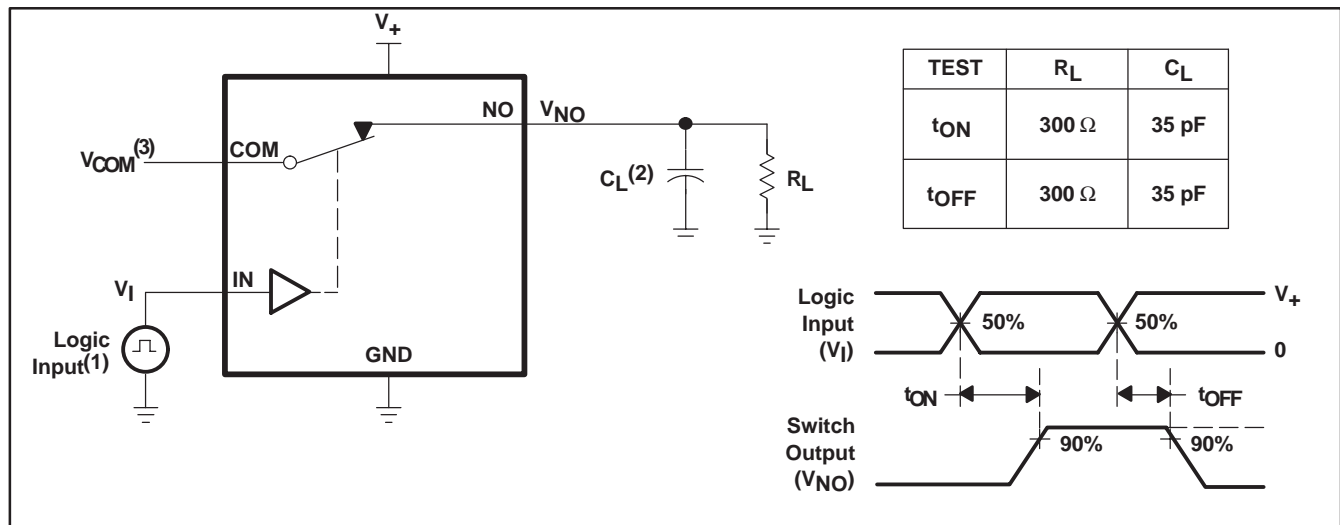 V+
NO
VNO
VCOM(3)
COM
CL(2)
RL
VI
IN
Logic
Input(1)
GND
TEST RL CL
tON 300 Ω 35 pF
tOFF 300 Ω 35 pF
Logic
Input
(VI)
50%
50%
V+
0
tON
tOFF
Switch
Output
(VNO)
90%
90%